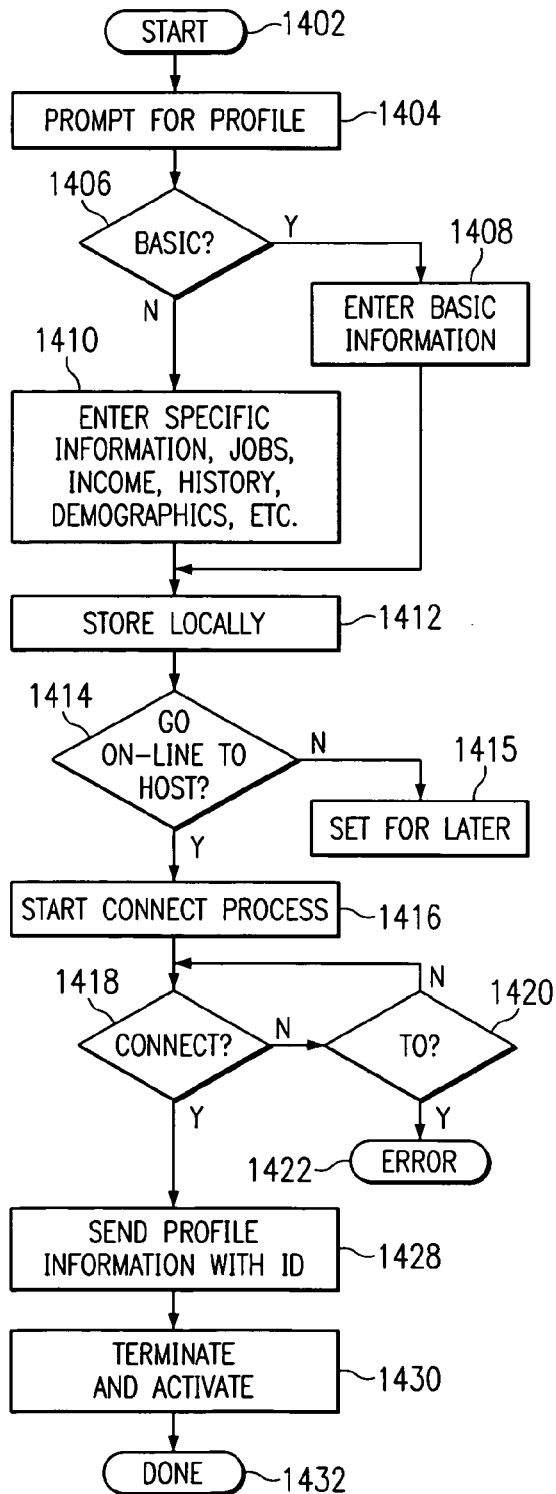 START
1402
PROMPT FOR PROFILE
1404
1406
BASIC?
Y
N
1408
ENTER BASIC
INFORMATION
1410
ENTER SPECIFIC
INFORMATION, JOBS,
INCOME, HISTORY,
DEMOGRAPHICS, ETC.
STORE LOCALLY
1412
1414
GO
ON-LINE TO
HOST?
N
Y
1415
SET FOR LATER
START CONNECT PROCESS
1416
1418
CONNECT?
N
Y
N
1420
TO?
Y
1422
ERROR
SEND PROFILE
INFORMATION WITH ID
1428
TERMINATE
AND ACTIVATE
1430
DONE
1432